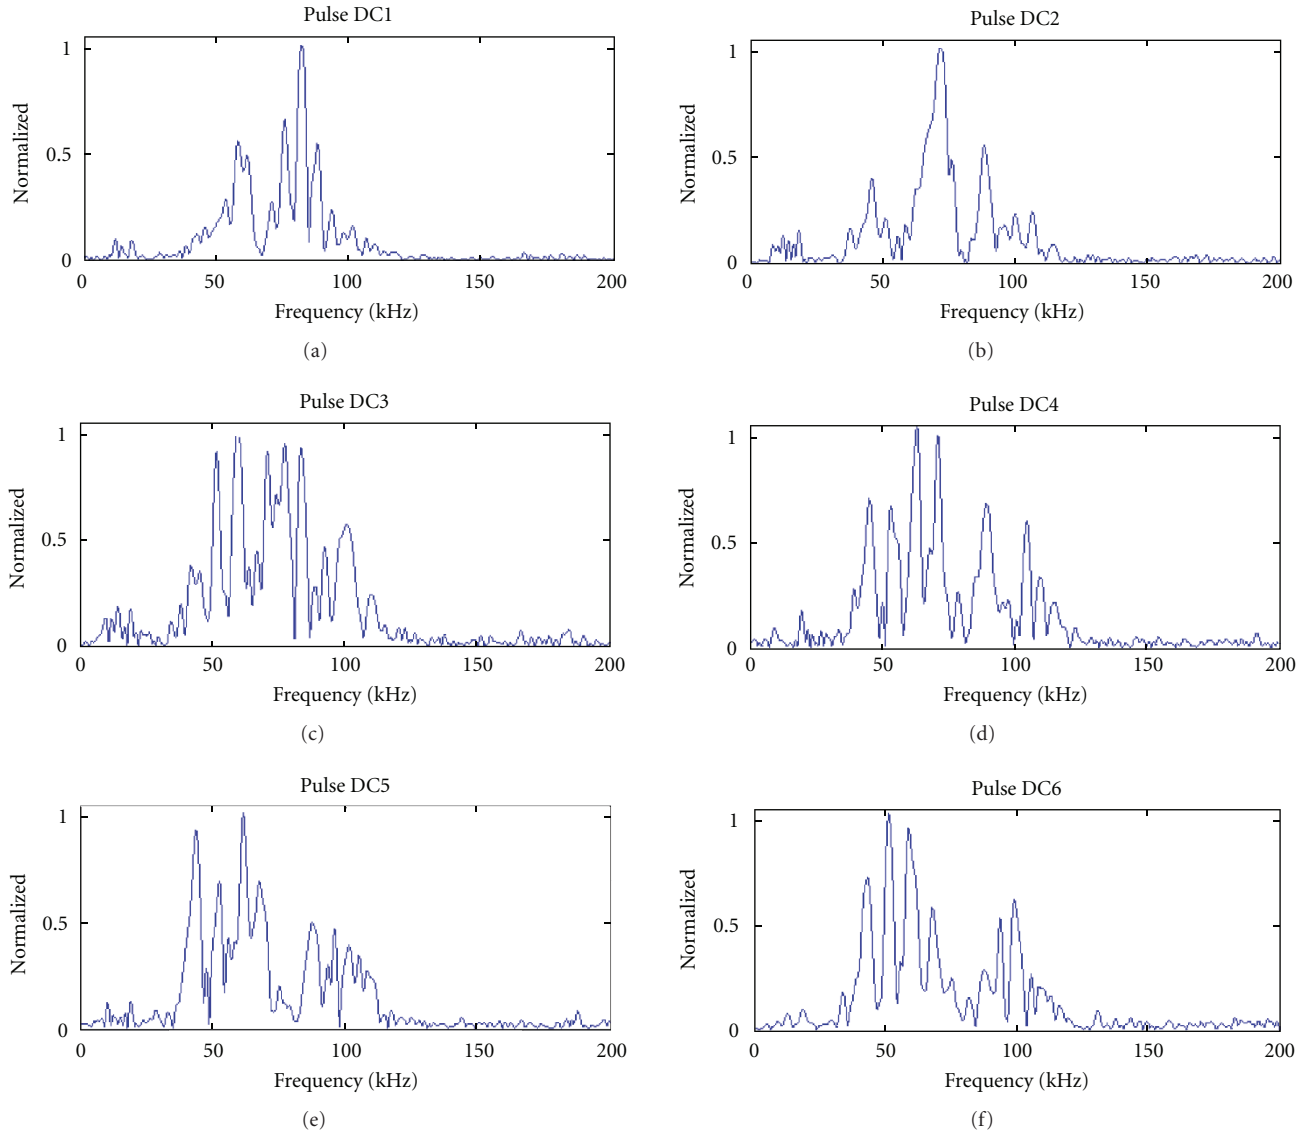 Pulse DC1
Normalized
1
0.5
0
0 50 100 150 200
Frequency (kHz)
(a)
Pulse DC2
Normalized
1
0.5
0
0 50 100 150 200
Frequency (kHz)
(b)
Pulse DC3
Normalized
1
0.5
0
0 50 100 150 200
Frequency (kHz)
(c)
Pulse DC4
Normalized
1
0.5
0
0 50 100 150 200
Frequency (kHz)
(d)
Pulse DC5
Normalized
1
0.5
0
0 50 100 150 200
Frequency (kHz)
(e)
Pulse DC6
Normalized
1
0.5
0
0 50 100 150 200
Frequency (kHz)
(f)